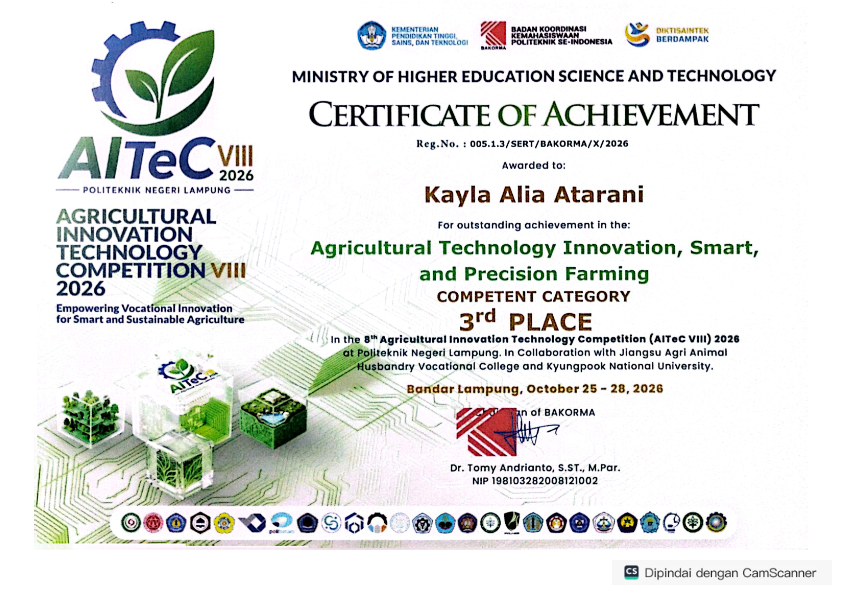 KEMENTERIAN
PENDIDIKAN TINGGI,
SAINS, DAN TEKNOLOGI
BAKORMA
BADAN KOORDINASI
KEMAHASISWAAN
POLITEKNIK SE-INDONESIA
DIKTISAINTEK
BERDAMPAK
MINISTRY OF HIGHER EDUCATION SCIENCE AND TECHNOLOGY
CERTIFICATE OF ACHIEVEMENT
Reg.No. : 005.1.3/SERT/BAKORMA/X/2026
Awarded to:
Kayla Alia Atarani
For outstanding achievement in the:
Agricultural Technology Innovation, Smart,
and Precision Farming
COMPETENT CATEGORY
3rd PLACE
In the 8th Agricultural Innovation Technology Competition (AITeC VIII) 2026
at Politeknik Negeri Lampung. In Collaboration with Jiangsu Agri Animal
Husbandry Vocational College and Kyungpook National University.
Bandar Lampung, October 25 - 28, 2026
an of BAKORMA
Dr. Tomy Andrianto, S.ST., M.Par.
NIP 198103282008121002
AITeC VIII
2026
POLITEKNIK NEGERI LAMPUNG
AGRICULTURAL
INNOVATION
TECHNOLOGY
COMPETITION VIII
2026
Empowering Vocational Innovation
for Smart and Sustainable Agriculture
AITeC
CS Dipindai dengan CamScanner